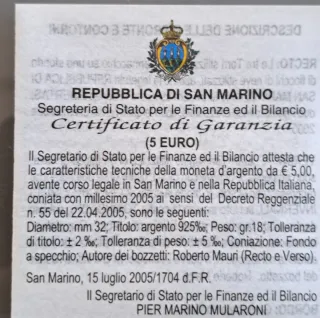 REPUBBLICA DI SAN MARINO
Segreteria di Stato per le Finanze ed il Bilancio
Certificato di Garanzia
(5 EURO)
Il Segretario di Stato per le Finanze ed il Bilancio attesta che
le caratteristiche tecniche della moneta d'argento da € 5,00,
avente corso legale in San Marino e nella Repubblica Italiana,
coniata con millesimo 2005 ai sensi del Decreto Reggenziale
n. 55 del 22.04.2005, sono le seguenti:
Diametro: mm 32; Titolo: argento 925‰; Peso: gr.18; Tolleranza
di titolo: ± 2 ‰; Tolleranza di peso: ± 5 ‰; Coniazione: Fondo
a specchio; Autore dei bozzetti: Roberto Mauri (Recto e Verso).
San Marino, 15 luglio 2005/1704 d.F.R.
Il Segretario di Stato per le Finanze ed il Bilancio
PIER MARINO MULARONI